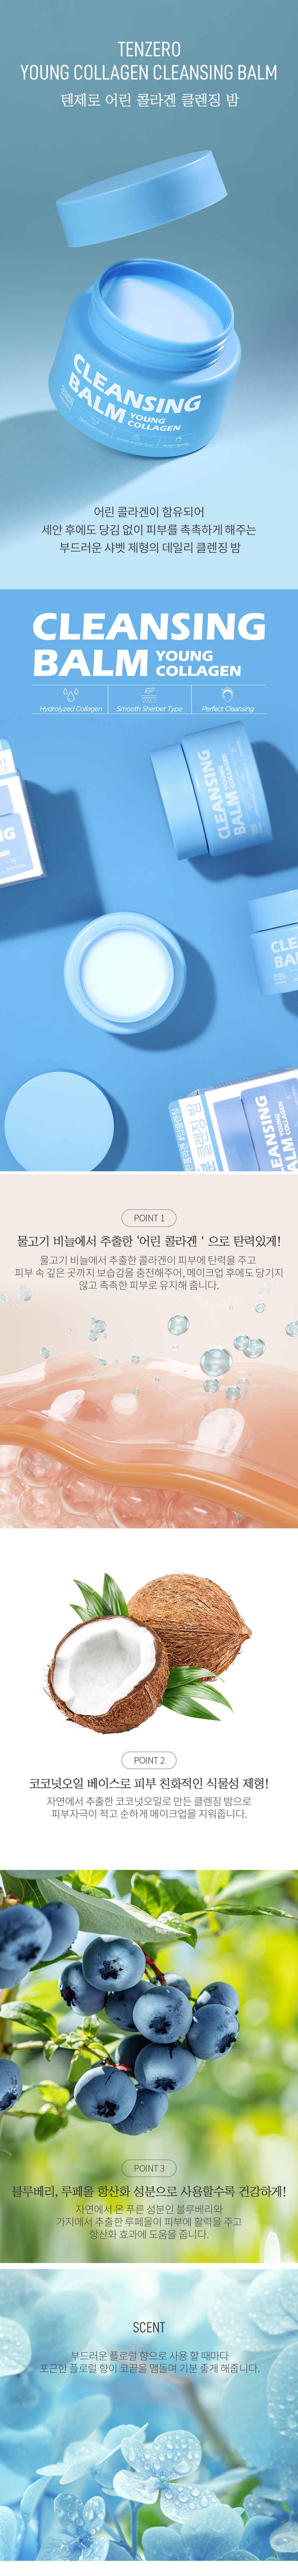 TENZERO
YOUNG COLLAGEN CLEANSING BALM
텐제로 어린 콜라겐 클렌징 밤
CLEANSING
BALM YOUNG
COLLAGEN
어린 콜라겐이 함유되어
세안 후에도 당김 없이 피부를 촉촉하게 해주는
부드러운 샤벳 제형의 데일리 클렌징 밤
CLEANSING
BALM YOUNG
COLLAGEN
Hydrolyzed Collagen
Smooth Sherbet Type
Perfect Cleansing
CLEANSING
BALM YOUNG
COLLAGEN
NG
CLE
BA
클렌징 밤
CLEANSING
BALM YOUNG
COLLAGEN
POINT 1
물고기 비늘에서 추출한 '어린 콜라겐 ' 으로 탄력있게!
물고기 비늘에서 추출한 콜라겐이 피부에 탄력을 주고
피부 속 깊은 곳까지 보습감을 충전해주어, 메이크업 후에도 당기지
않고 촉촉한 피부로 유지해 줍니다.
POINT 2
코코넛오일 베이스로 피부 친화적인 식물성 제형!
자연에서 추출한 코코넛오일로 만든 클렌징 밤으로
피부자극이 적고 순하게 메이크업을 지워줍니다.
POINT 3
블루베리, 루페올 항산화 성분으로 사용할수록 건강하게!
자연에서 온 푸른 성분인 블루베리와
가지에서 추출한 루페올이 피부에 활력을 주고
항산화 효과에 도움을 줍니다.
SCENT
부드러운 플로럴 향으로 사용 할 때마다
포근한 플로럴 향이 코끝을 맴돌며 기분 좋게 해줍니다.